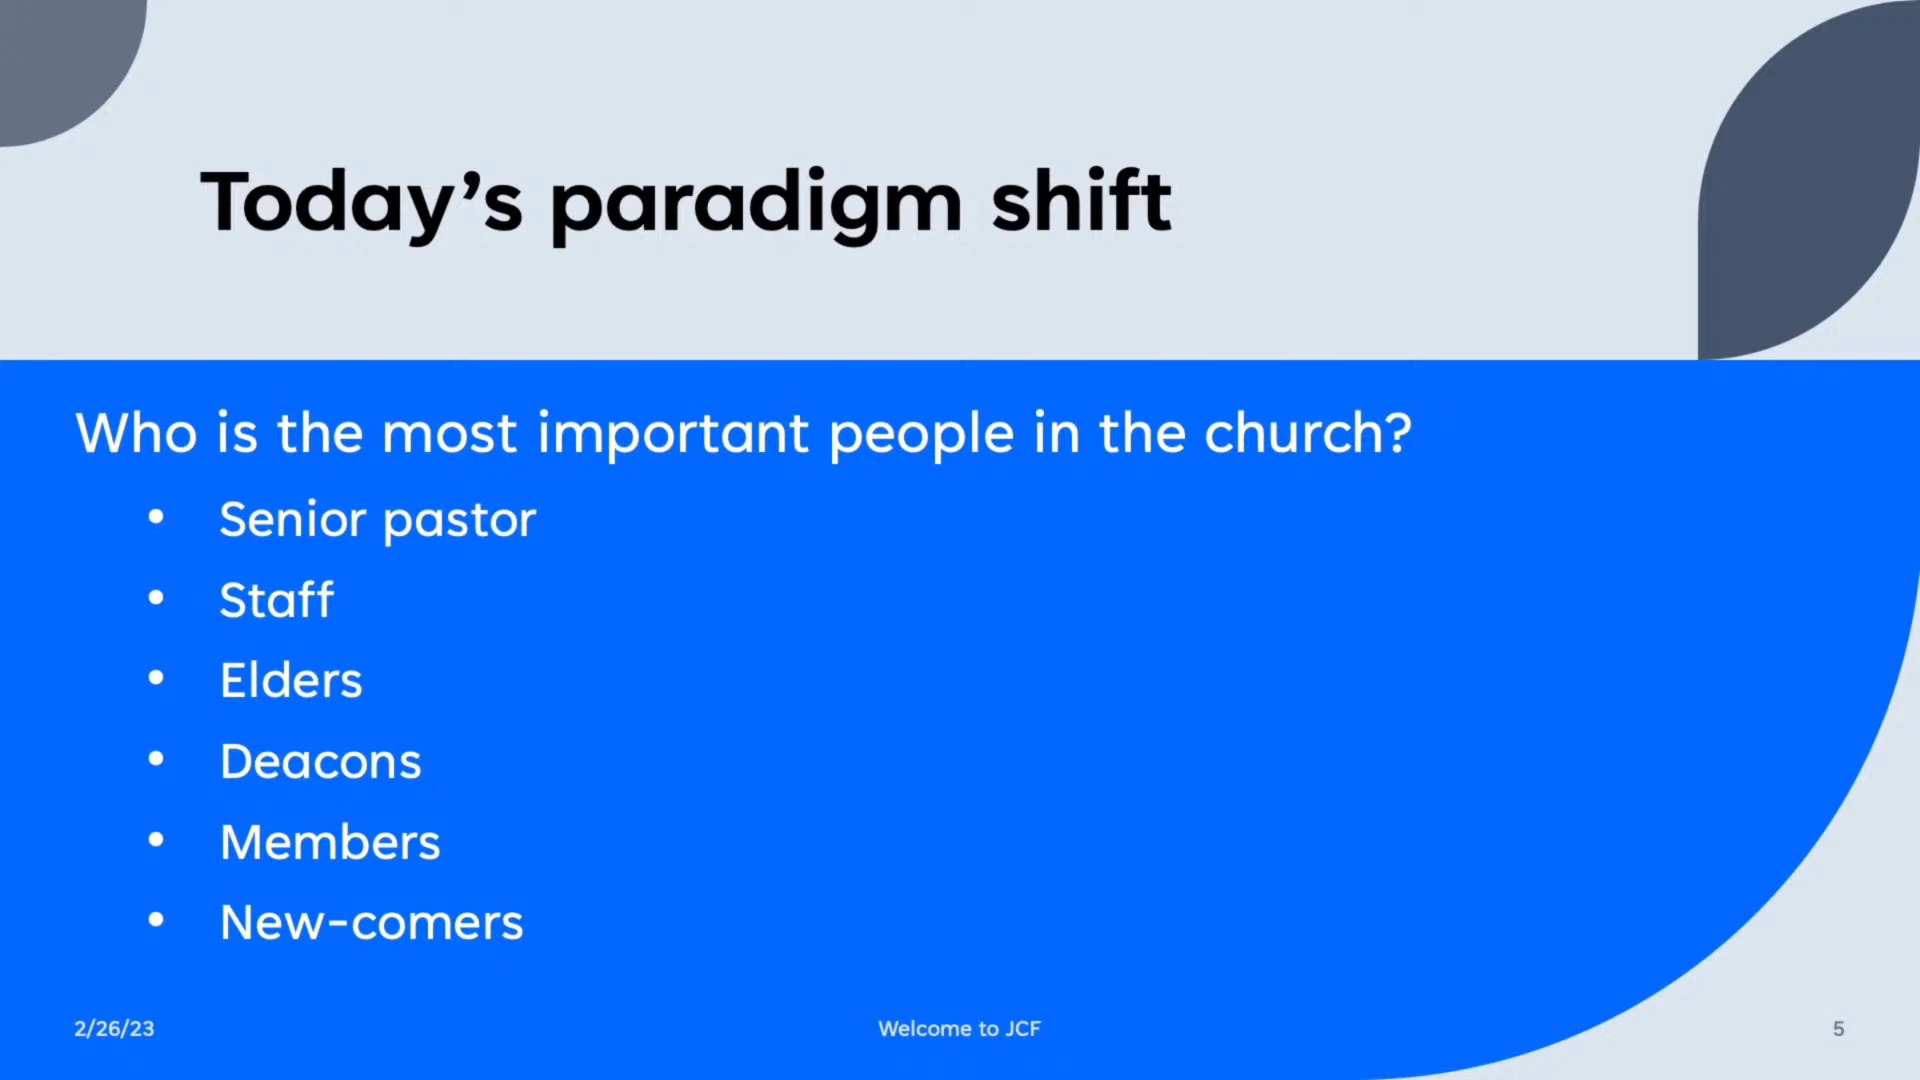 Today’s paradigm shift
Who is the most important people in the church?
• Senior pastor
• Staff
• Elders
• Deacons
• Members
• New-comers
2/26/23
Welcome to JCF
5